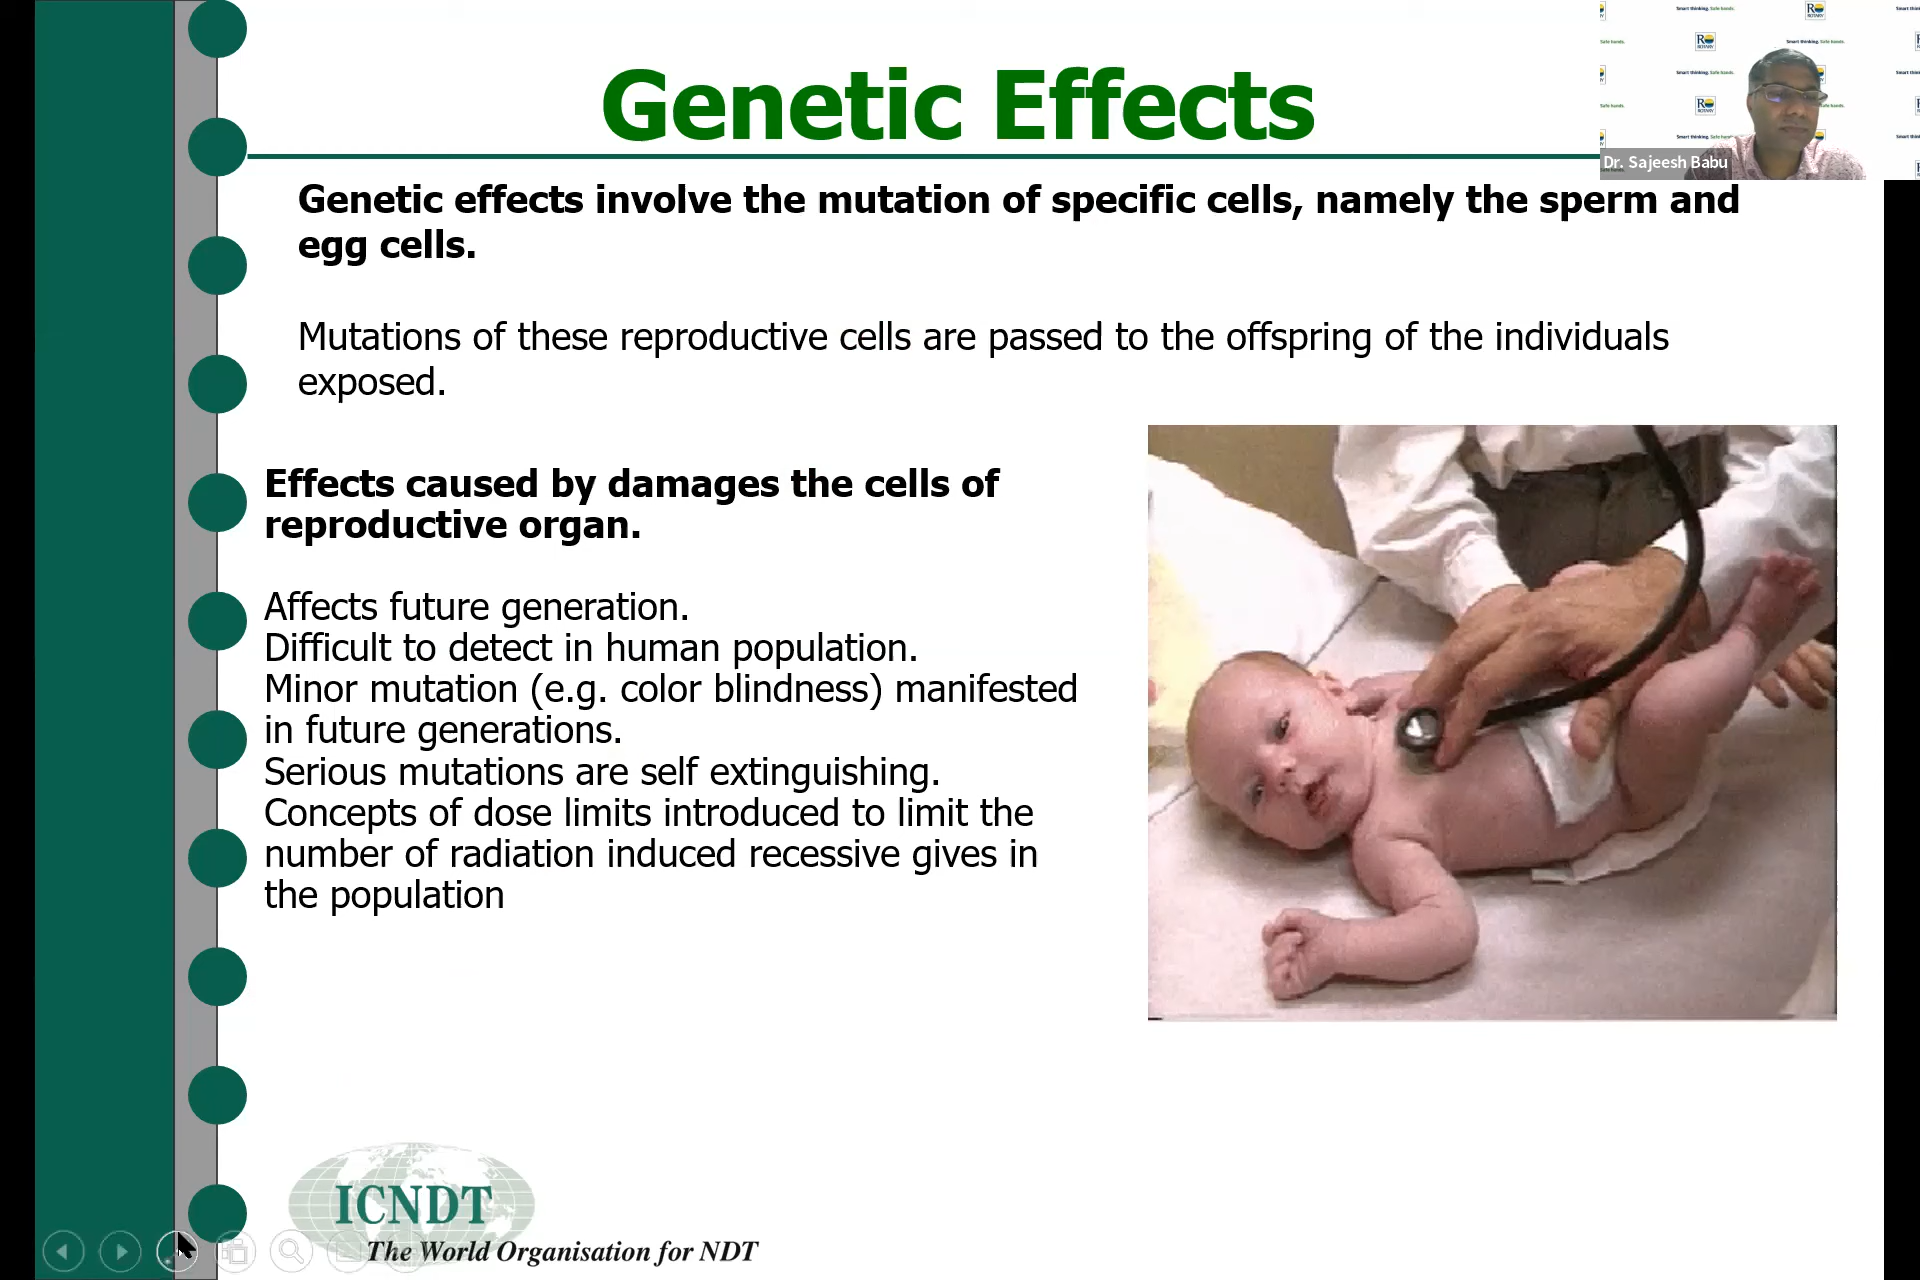 Genetic Effects
Smart thinking. Safe hands.
Dr. Sajeesh Babu
Genetic effects involve the mutation of specific cells, namely the sperm and
egg cells.
Mutations of these reproductive cells are passed to the offspring of the individuals
exposed.
Effects caused by damages the cells of
reproductive organ.
Affects future generation.
Difficult to detect in human population.
Minor mutation (e.g. color blindness) manifested
in future generations.
Serious mutations are self extinguishing.
Concepts of dose limits introduced to limit the
number of radiation induced recessive gives in
the population
ICNDT
The World Organisation for NDT